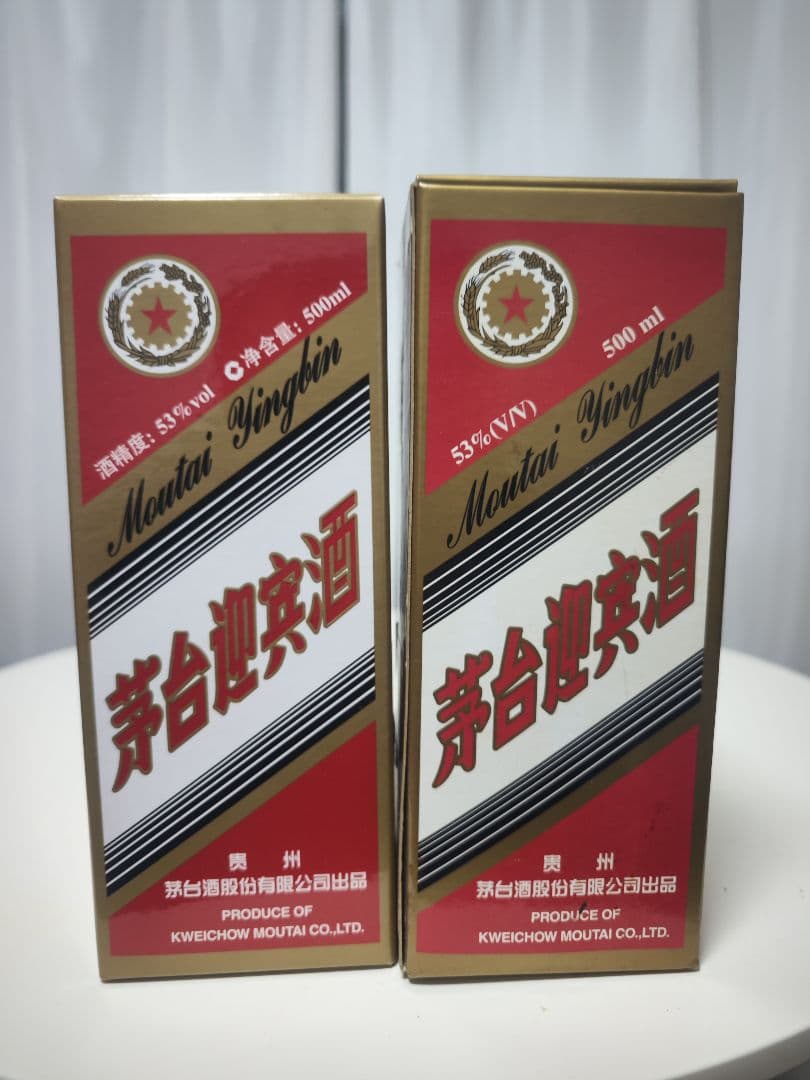 酒精度：53%vol 净含量：500ml
Moutai Yingbin
茅台迎宾酒
贵 州
茅台酒股份有限公司出品
PRODUCE OF
KWEICHOW MOUTAI CO.,LTD.
53%(V/V) 500 ml
Moutai Yingbin
茅台迎宾酒
贵 州
茅台酒股份有限公司出品
PRODUCE OF
KWEICHOW MOUTAI CO.,LTD.